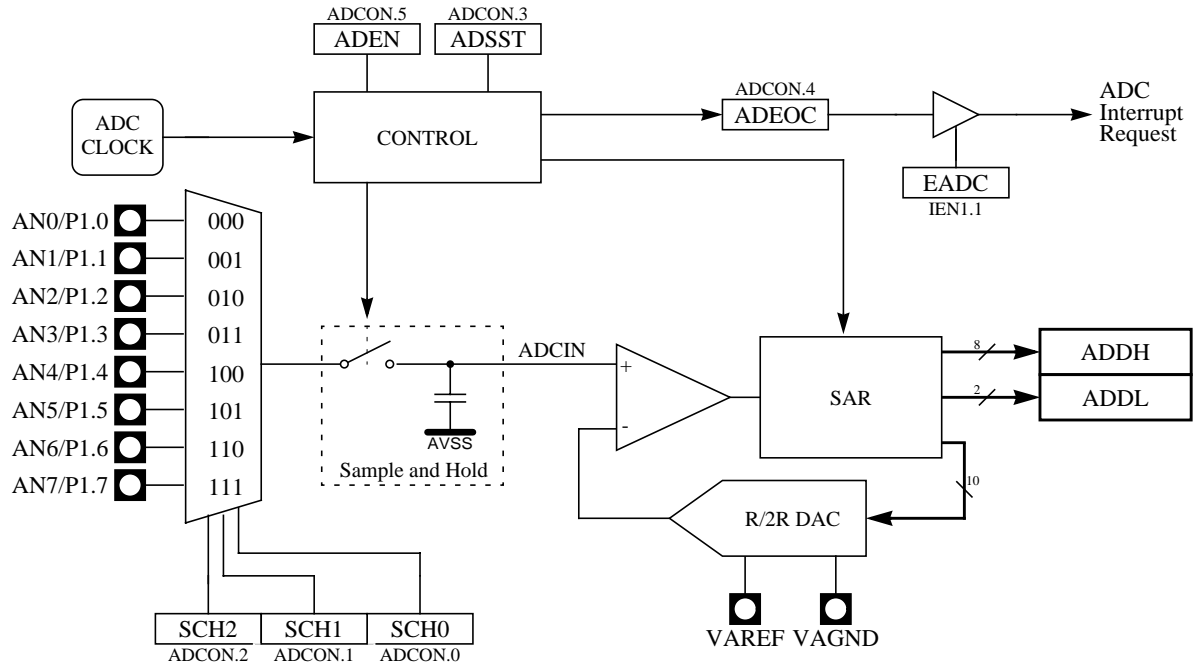 ADCON.5
ADEN
ADCON.3
ADSST
ADC
CLOCK
CONTROL
ADCON.4
ADEOC
ADC
Interrupt
Request
EADC
IEN1.1
AN0/P1.0
000
AN1/P1.1
001
AN2/P1.2
010
AN3/P1.3
011
AN4/P1.4
100
AN5/P1.5
101
AN6/P1.6
110
AN7/P1.7
111
AVSS
Sample and Hold
ADCIN
+
-
SAR
8
ADDH
2
ADDL
10
R/2R DAC
VAREF
VAGND
SCH2
SCH1
SCH0
ADCON.2
ADCON.1
ADCON.0